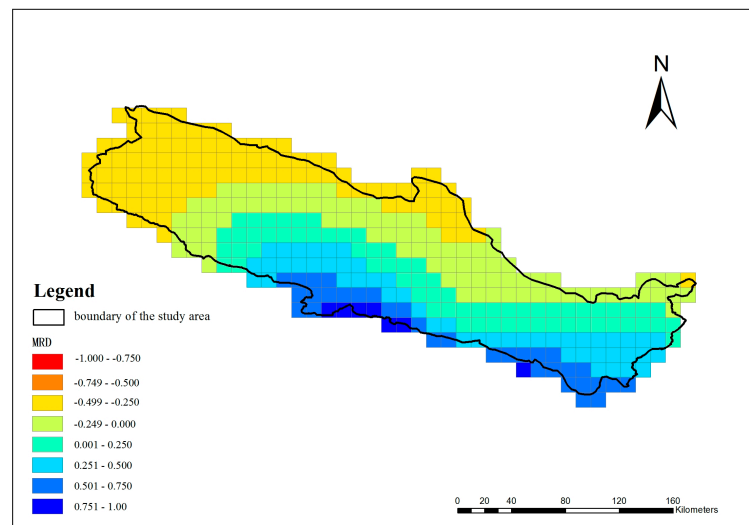 N
Legend
boundary of the study area
MRD
-1.000 - -0.750
-0.749 - -0.500
-0.499 - -0.250
-0.249 - 0.000
0.001 - 0.250
0.251 - 0.500
0.501 - 0.750
0.751 - 1.00
0 20 40 80 120 160
Kilometers